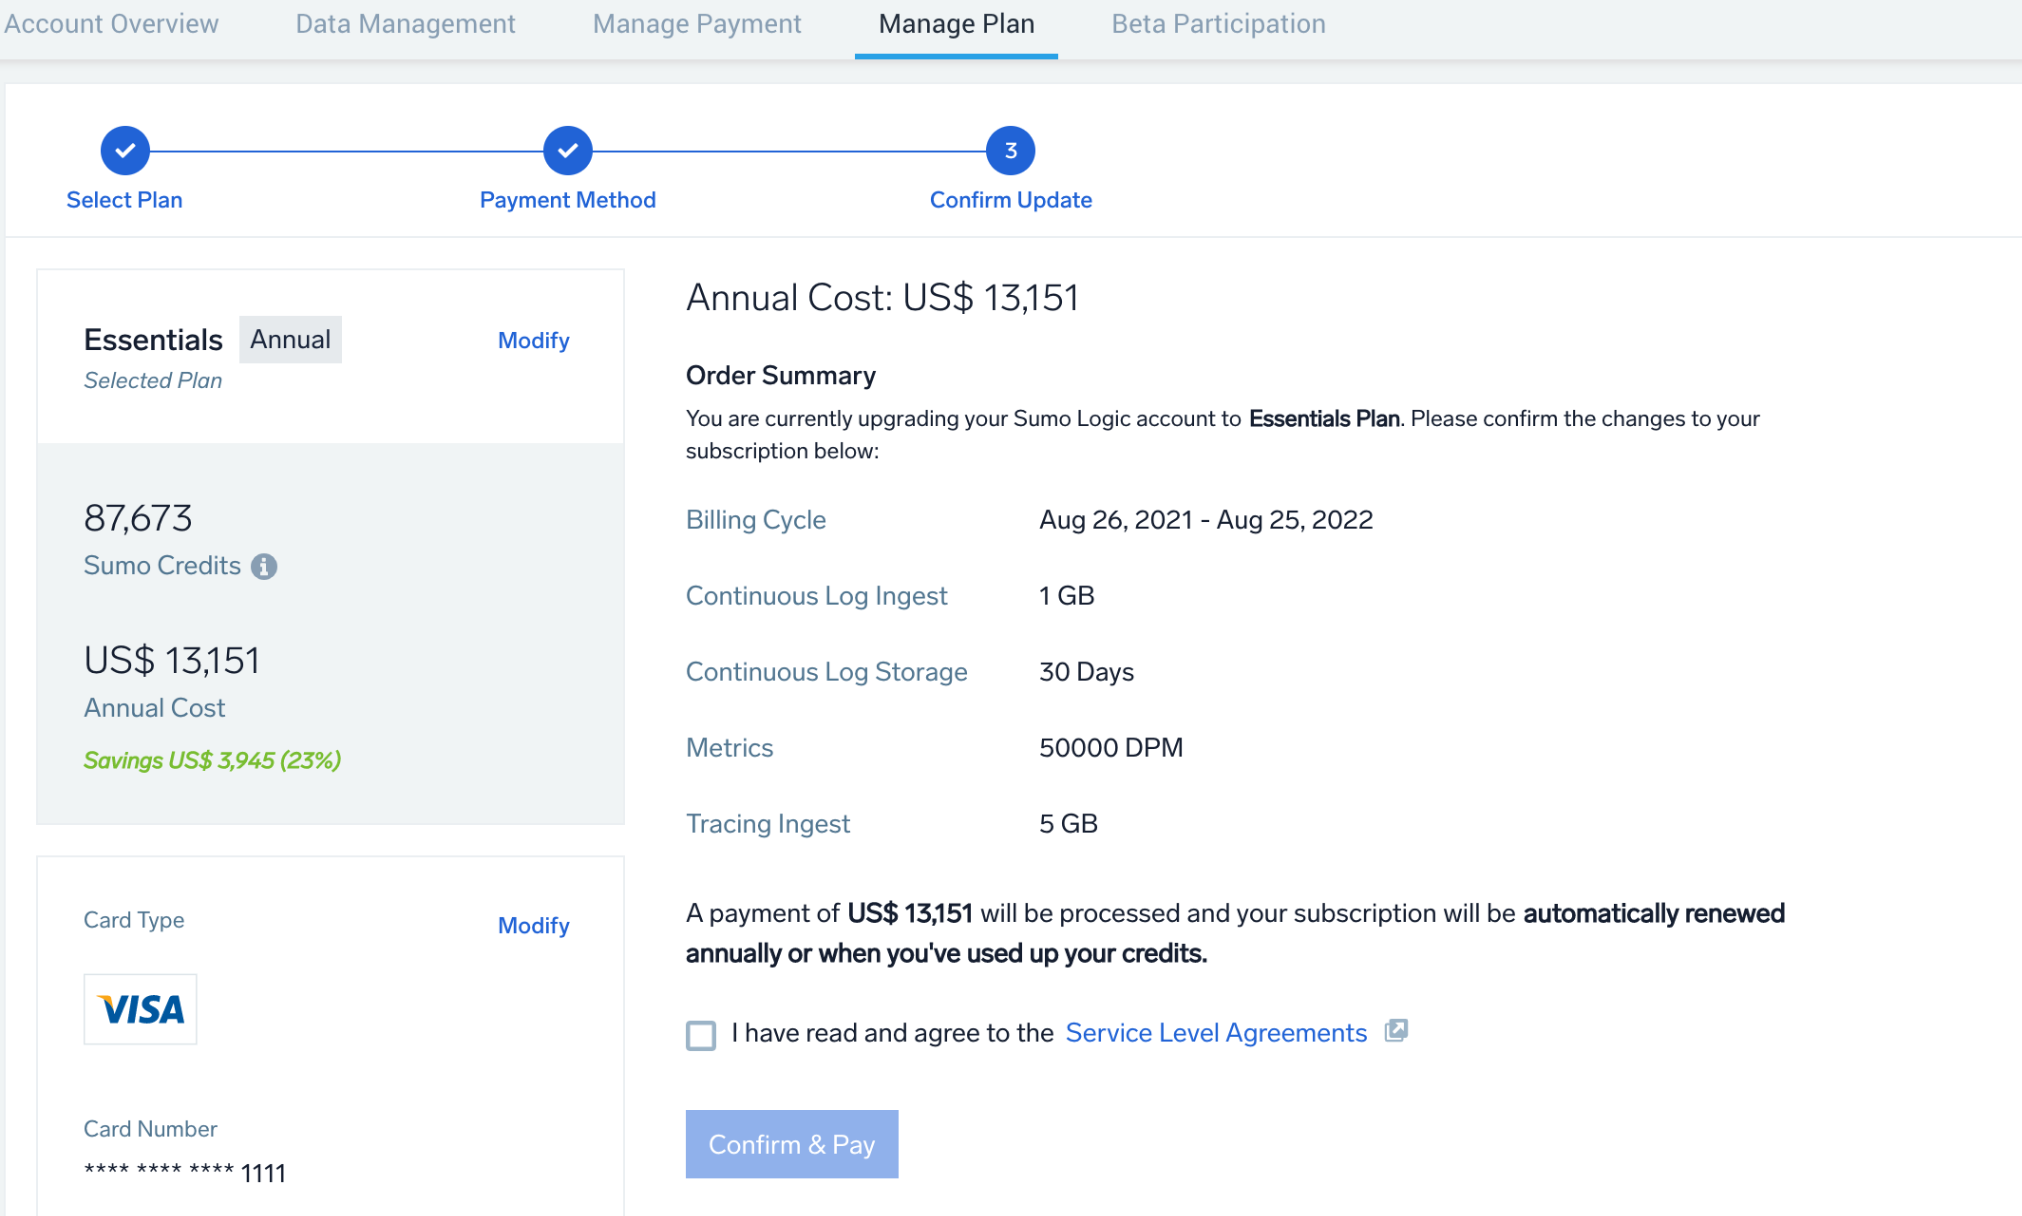 Account Overview
Data Management
Manage Payment
Manage Plan
Beta Participation
3
Select Plan
Payment Method
Confirm Update
Essentials
Annual
Modify
Selected Plan
87,673
Sumo Credits
US$ 13,151
Annual Cost
Savings US$ 3,945 (23%)
Card Type
Modify
VISA
Card Number
**** **** **** 1111
Annual Cost: US$ 13,151
Order Summary
You are currently upgrading your Sumo Logic account to Essentials Plan. Please confirm the changes to your
subscription below:
Billing Cycle
Aug 26, 2021 - Aug 25, 2022
Continuous Log Ingest
1 GB
Continuous Log Storage
30 Days
Metrics
50000 DPM
Tracing Ingest
5 GB
A payment of US$ 13,151 will be processed and your subscription will be automatically renewed
annually or when you've used up your credits.
I have read and agree to the Service Level Agreements
Confirm & Pay